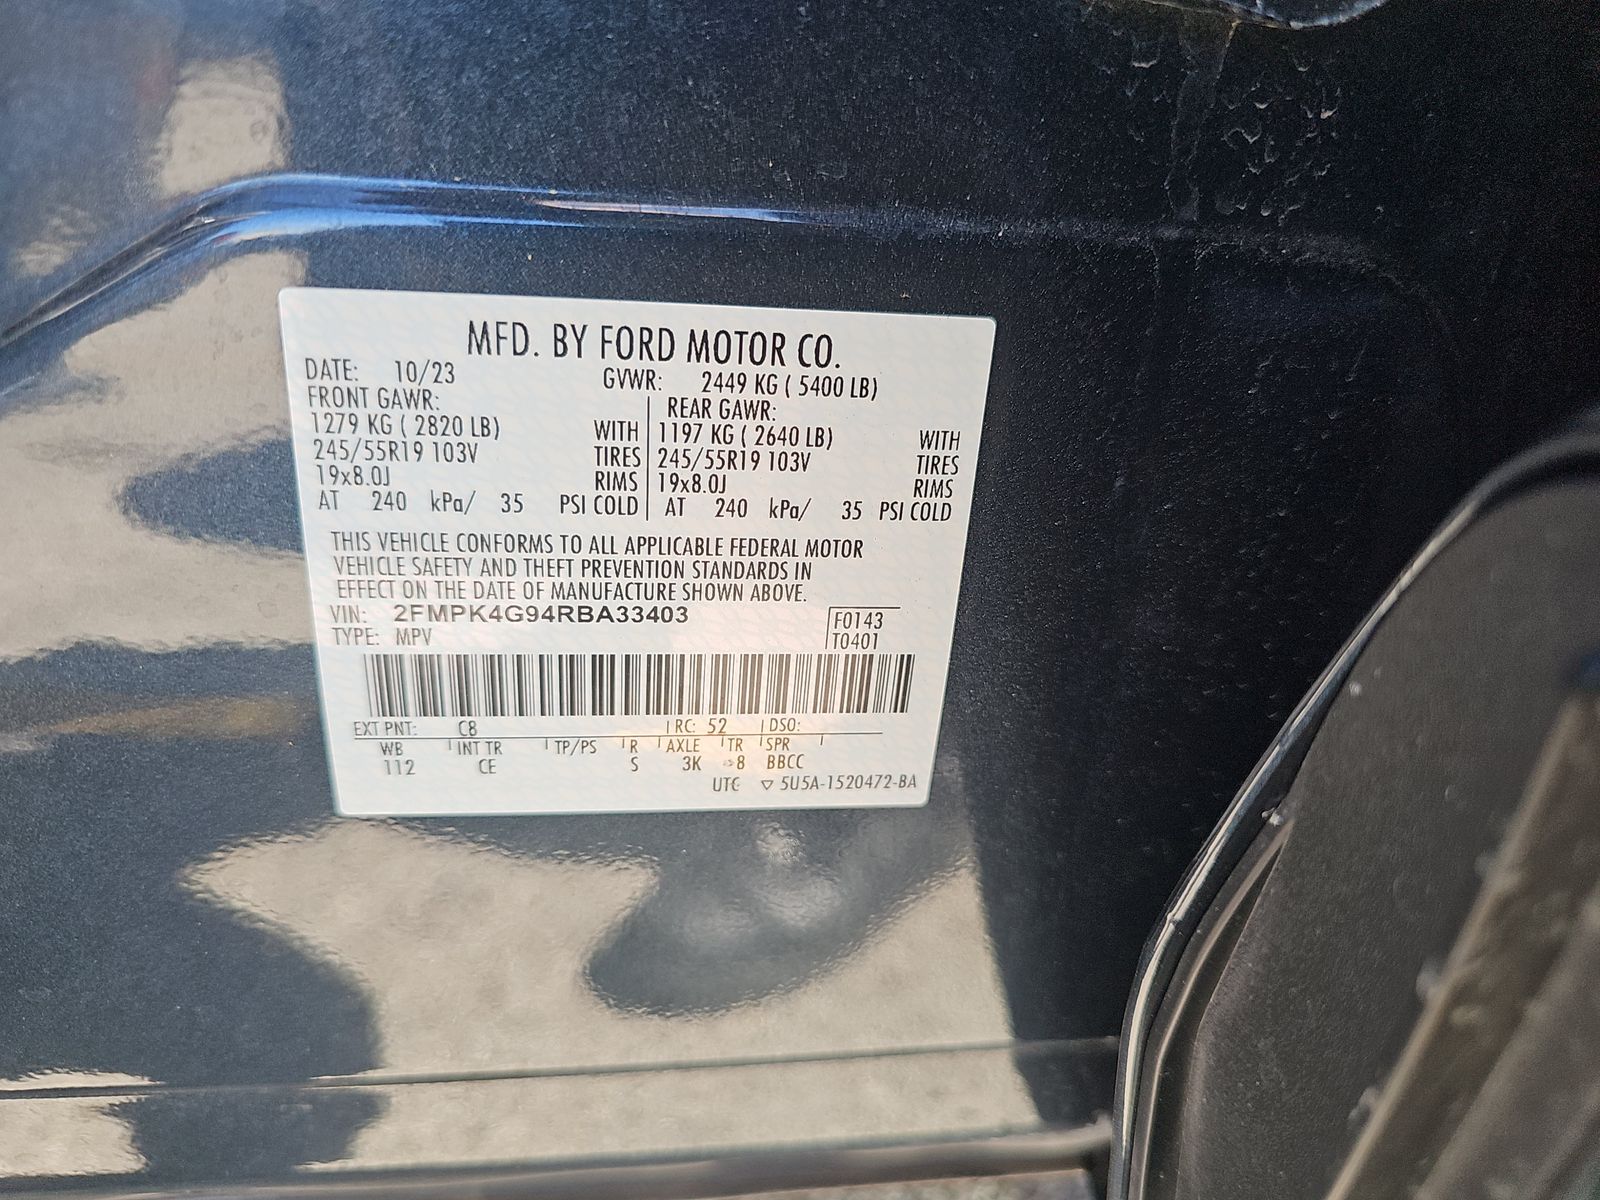 MFD. BY FORD MOTOR CO.
DATE: 10/23 GVWR: 2449 KG ( 5400 LB)
FRONT GAWR: REAR GAWR:
1279 KG ( 2820 LB) WITH 1197 KG ( 2640 LB) WITH
245/55R19 103V TIRES 245/55R19 103V TIRES
19x8.0J RIMS 19x8.0J RIMS
AT 240 kPa/ 35 PSI COLD AT 240 kPa/ 35 PSI COLD
THIS VEHICLE CONFORMS TO ALL APPLICABLE FEDERAL MOTOR
VEHICLE SAFETY AND THEFT PREVENTION STANDARDS IN
EFFECT ON THE DATE OF MANUFACTURE SHOWN ABOVE.
VIN: 2FMPK4G94RBA33403 F0143
TYPE: MPV T0401
EXT PNT: C8 RC: 52 DSO:
WB INT TR TP/PS R AXLE TR SPR
112 CE S 3K 8 BBCC
UTC ▽ 5U5A-1520472-BA